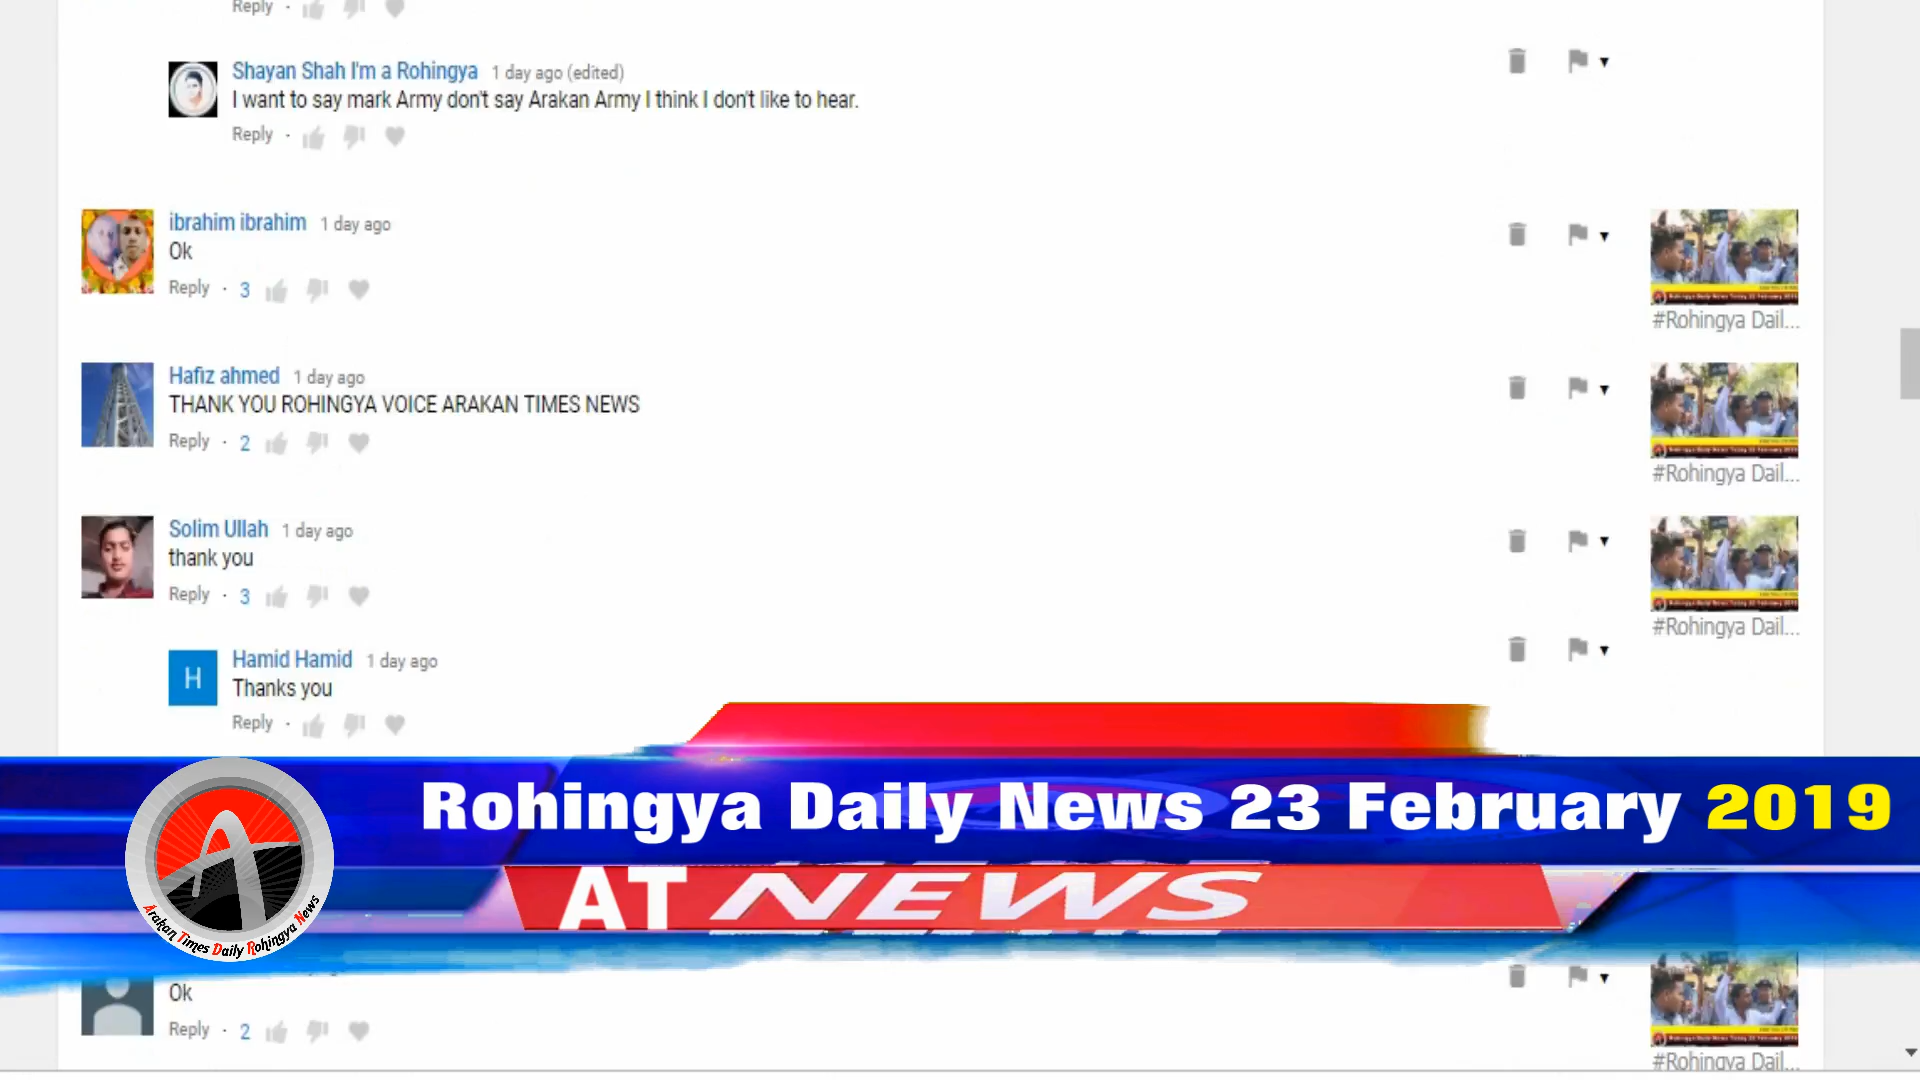 Reply ·
Shayan Shah I'm a Rohingya 1 day ago (edited)
I want to say mark Army don't say Arakan Army I think I don't like to hear.
Reply ·
ibrahim ibrahim 1 day ago
Ok
Reply · 3
#Rohingya Dail...
Hafiz ahmed 1 day ago
THANK YOU ROHINGYA VOICE ARAKAN TIMES NEWS
Reply · 2
#Rohingya Dail...
Solim Ullah 1 day ago
thank you
Reply · 3
#Rohingya Dail...
H
Hamid Hamid 1 day ago
Thanks you
Reply ·
Rohingya Daily News 23 February 2019
AT NEWS
Arakan Times Daily Rohingya News
Ok
Reply · 2
#Rohingya Dail...